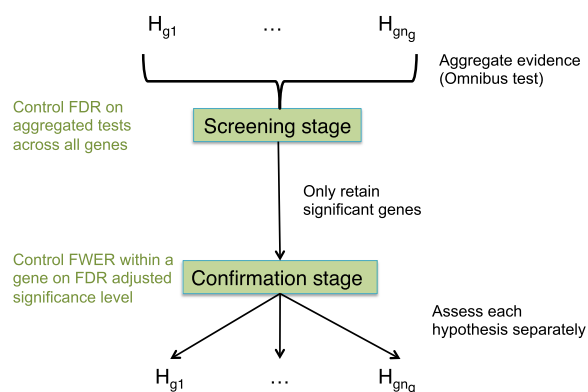 H_g1 ... H_gn_g
Aggregate evidence
(Omnibus test)
Control FDR on
aggregated tests
across all genes
Screening stage
Only retain
significant genes
Control FWER within a
gene on FDR adjusted
significance level
Confirmation stage
Assess each
hypothesis separately
H_g1 ... H_gn_g